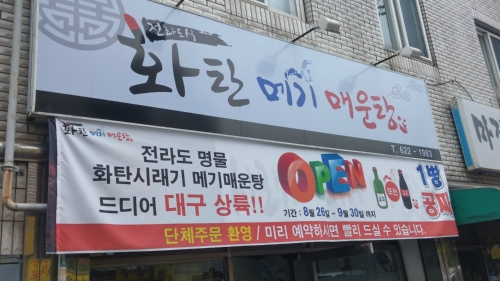 전라도식
화탄 메기 매운탕
T. 622-1983
화탄 메기 매운탕
전라도 명물
화탄시래기 메기매운탕
드디어 대구 상륙!!
OPEN
1병
기간 : 8월 26일 ~ 9월 30일 까지
단체주문 환영 / 미리 예약하시면 빨리 드실 수 있습니다.